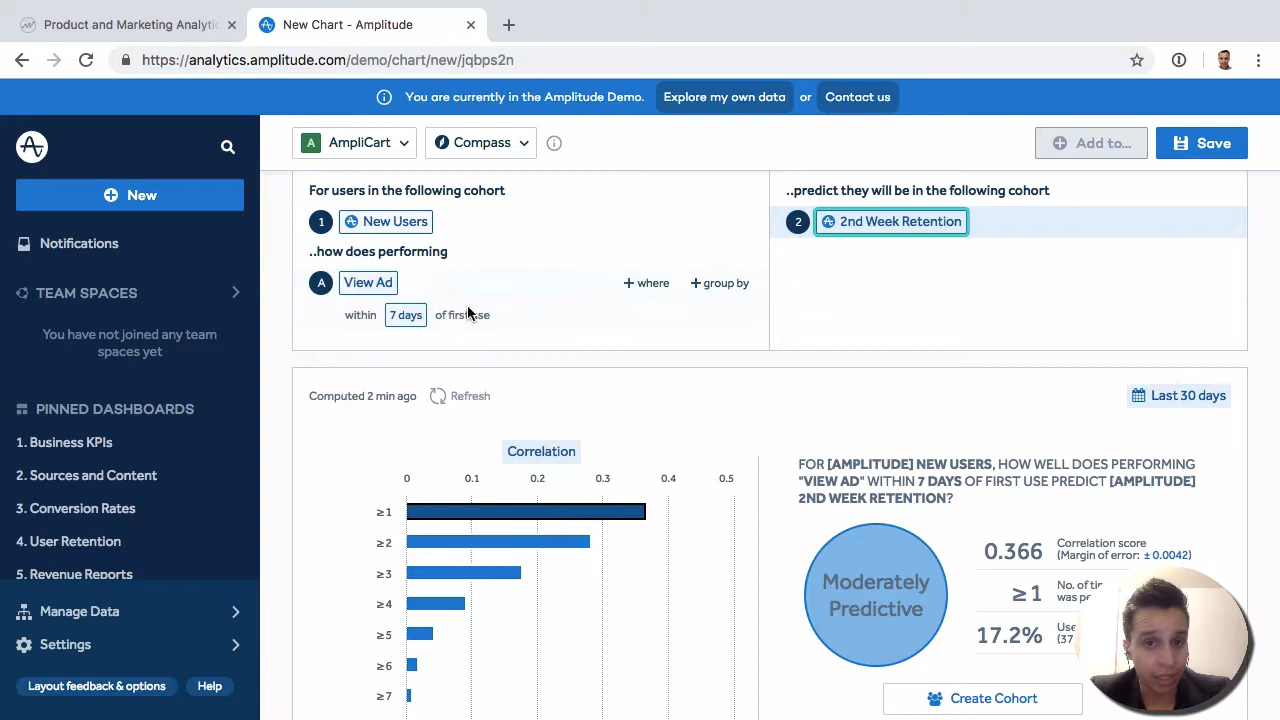 Product and Marketing Analytic
New Chart - Amplitude
https://analytics.amplitude.com/demo/chart/new/jqbps2n
You are currently in the Amplitude Demo. Explore my own data or Contact us
A AmpliCart Compass Add to... Save
New
Notifications
TEAM SPACES
You have not joined any team
spaces yet
PINNED DASHBOARDS
1. Business KPIs
2. Sources and Content
3. Conversion Rates
4. User Retention
5. Revenue Reports
Manage Data
Settings
Layout feedback & options Help
For users in the following cohort
1 New Users
..how does performing
A View Ad + where + group by
within 7 days of first use
..predict they will be in the following cohort
2 2nd Week Retention
Computed 2 min ago Refresh
Last 30 days
Correlation
0 0.1 0.2 0.3 0.4 0.5
≥ 1
≥ 2
≥ 3
≥ 4
≥ 5
≥ 6
≥ 7
FOR [AMPLITUDE] NEW USERS, HOW WELL DOES PERFORMING
"VIEW AD" WITHIN 7 DAYS OF FIRST USE PREDICT [AMPLITUDE]
2ND WEEK RETENTION?
Moderately
Predictive
0.366 Correlation score
(Margin of error: ± 0.0042)
≥ 1 No. of
was
17.2%
(37
Create Cohort